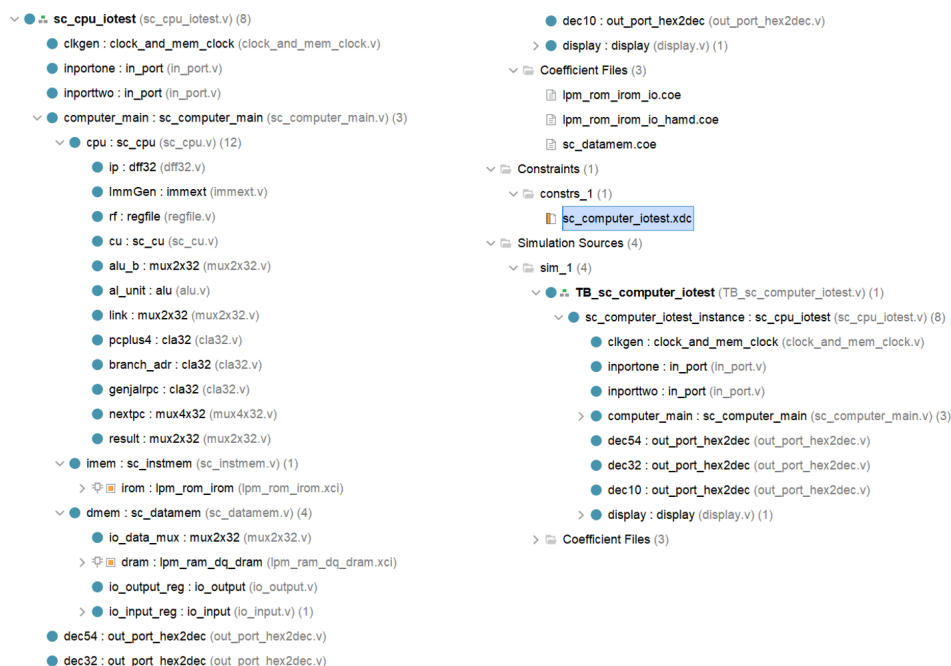 sc_cpu_iotest (sc_cpu_iotest.v) (8)
clkgen : clock_and_mem_clock (clock_and_mem_clock.v)
inportone : in_port (in_port.v)
inporttwo : in_port (in_port.v)
computer_main : sc_computer_main (sc_computer_main.v) (3)
cpu : sc_cpu (sc_cpu.v) (12)
ip : dff32 (dff32.v)
ImmGen : immext (immext.v)
rf : regfile (regfile.v)
cu : sc_cu (sc_cu.v)
alu_b : mux2x32 (mux2x32.v)
al_unit : alu (alu.v)
link : mux2x32 (mux2x32.v)
pcplus4 : cla32 (cla32.v)
branch_adr : cla32 (cla32.v)
genjalrpc : cla32 (cla32.v)
nextpc : mux4x32 (mux4x32.v)
result : mux2x32 (mux2x32.v)
imem : sc_instmem (sc_instmem.v) (1)
irom : lpm_rom_irom (lpm_rom_irom.xci)
dmem : sc_datamem (sc_datamem.v) (4)
io_data_mux : mux2x32 (mux2x32.v)
dram : lpm_ram_dq_dram (lpm_ram_dq_dram.xci)
io_output_reg : io_output (io_output.v)
io_input_reg : io_input (io_input.v) (1)
dec54 : out_port_hex2dec (out_port_hex2dec.v)
dec32 : out_port_hex2dec (out_port_hex2dec.v)
dec10 : out_port_hex2dec (out_port_hex2dec.v)
display : display (display.v) (1)
Coefficient Files (3)
lpm_rom_irom_io.coe
lpm_rom_irom_io_hamd.coe
sc_datamem.coe
Constraints (1)
constrs_1 (1)
sc_computer_iotest.xdc
Simulation Sources (4)
sim_1 (4)
TB_sc_computer_iotest (TB_sc_computer_iotest.v) (1)
sc_computer_iotest_instance : sc_cpu_iotest (sc_cpu_iotest.v) (8)
clkgen : clock_and_mem_clock (clock_and_mem_clock.v)
inportone : in_port (in_port.v)
inporttwo : in_port (in_port.v)
computer_main : sc_computer_main (sc_computer_main.v) (3)
dec54 : out_port_hex2dec (out_port_hex2dec.v)
dec32 : out_port_hex2dec (out_port_hex2dec.v)
dec10 : out_port_hex2dec (out_port_hex2dec.v)
display : display (display.v) (1)
Coefficient Files (3)